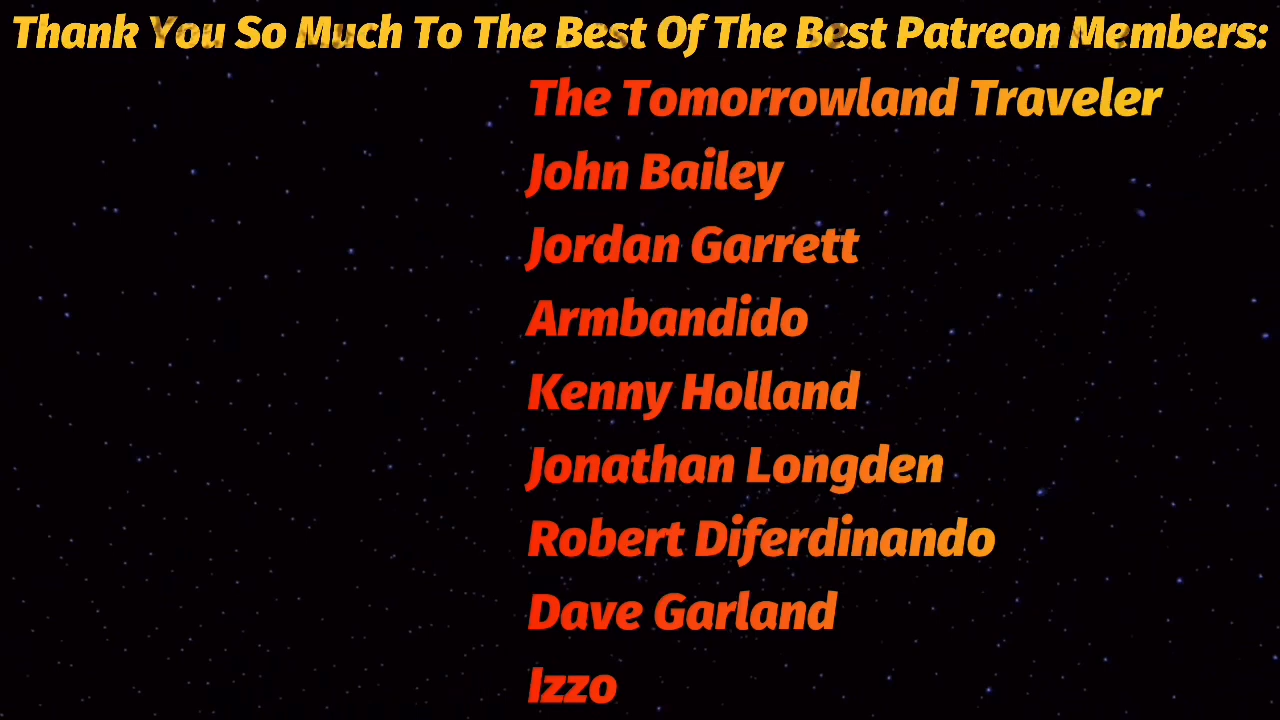 Thank You So Much To The Best Of The Best Patreon Members:
The Tomorrowland Traveler
John Bailey
Jordan Garrett
Armbandido
Kenny Holland
Jonathan Longden
Robert Diferdinando
Dave Garland
Izzo